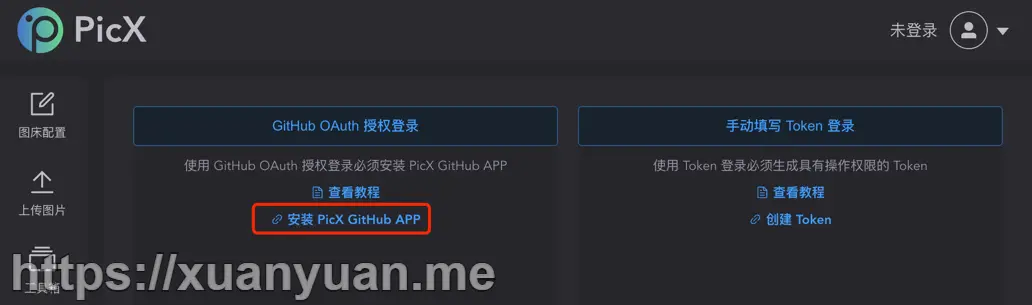 PicX
未登录
图床配置
上传图片
工具箱
GitHub OAuth 授权登录
使用 GitHub OAuth 授权登录必须安装 PicX GitHub APP
查看教程
安装 PicX GitHub APP
手动填写 Token 登录
使用 Token 登录必须生成具有操作权限的 Token
查看教程
创建 Token
https://xuanyuan.me